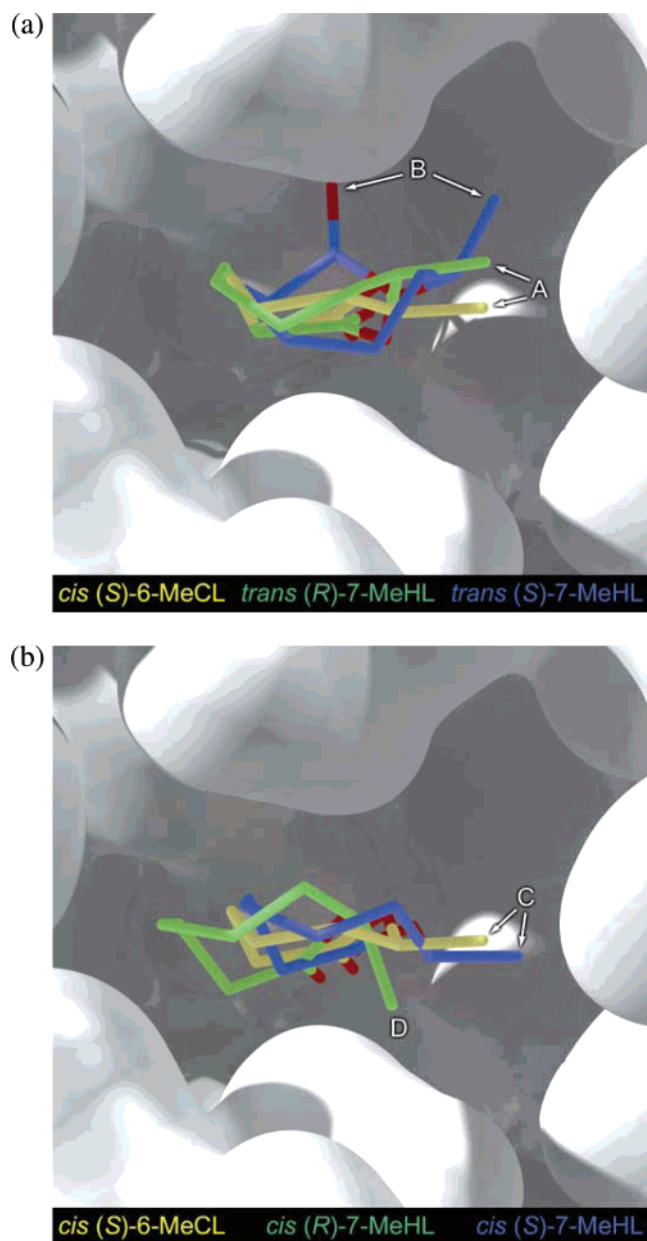 (a)
B
A
cis (S)-6-MeCL trans (R)-7-MeHL trans (S)-7-MeHL
(b)
C
D
cis (S)-6-MeCL cis (R)-7-MeHL cis (S)-7-MeHL